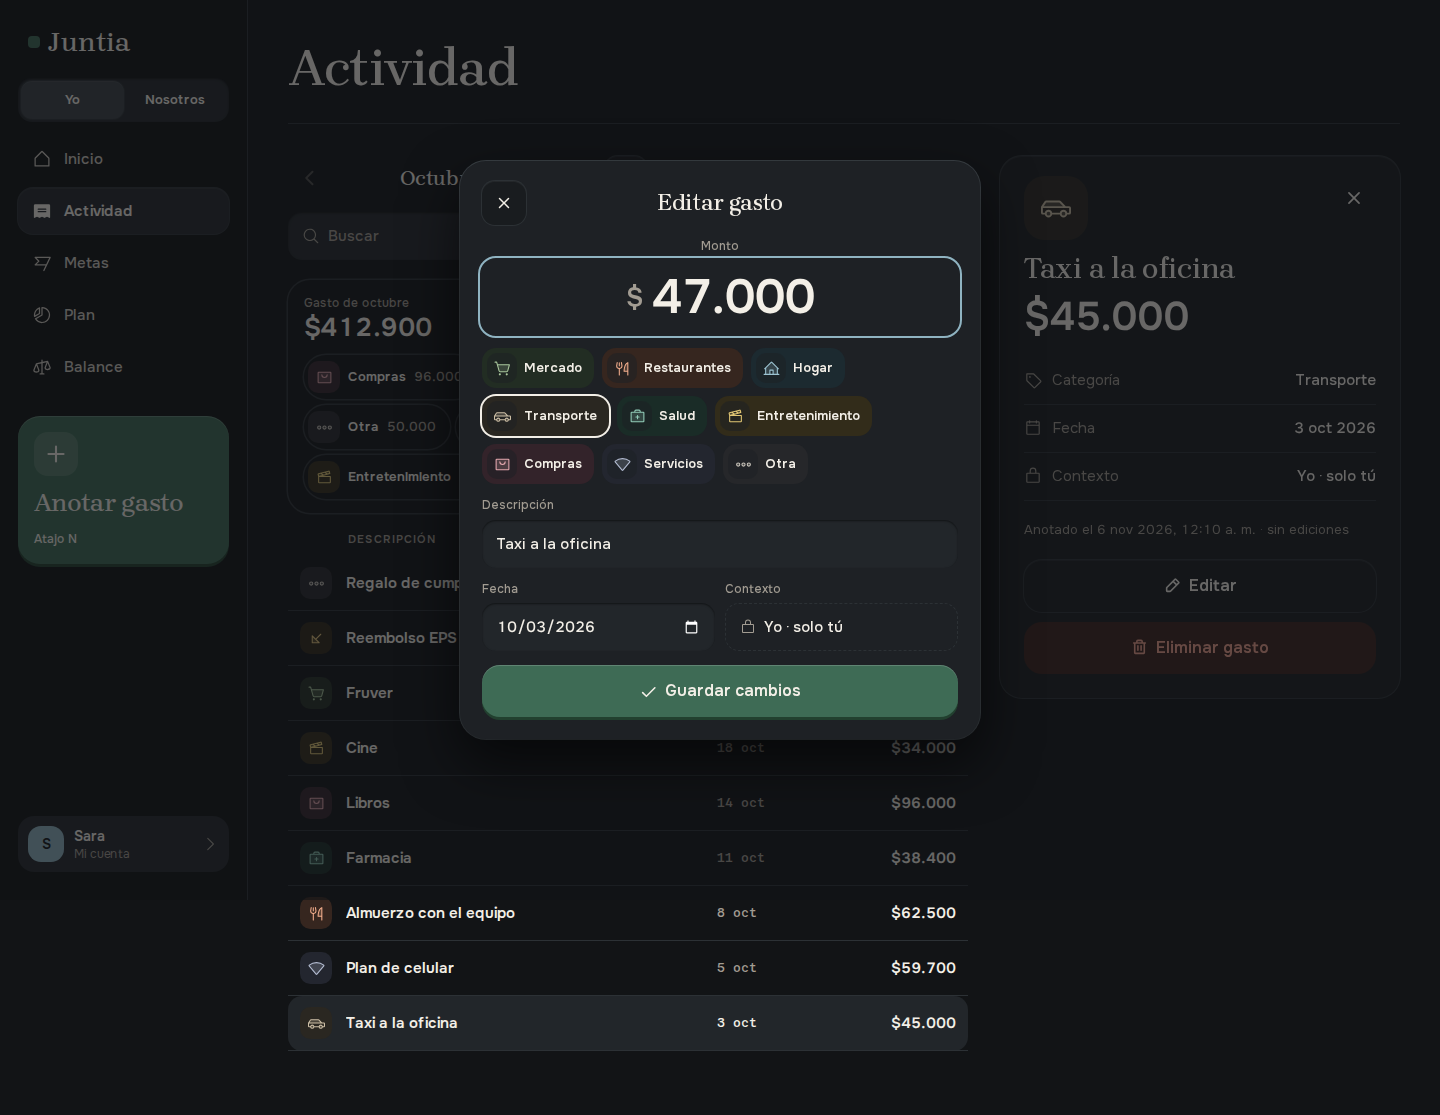 Juntia
Yo
Nosotros
Inicio
Actividad
Metas
Plan
Balance
Anotar gasto
Atajo N
Sara
Mi cuenta
Actividad
Octub
Buscar
Gasto de octubre
$412.900
Compras 96.000
Otra 50.000
Entretenimiento
DESCRIPCIÓN
Regalo de cump
Reembolso EPS
Fruver
Cine 18 oct $34.000
Libros 14 oct $96.000
Farmacia 11 oct $38.400
Almuerzo con el equipo 8 oct $62.500
Plan de celular 5 oct $59.700
Taxi a la oficina 3 oct $45.000
Editar gasto
Monto
$ 47.000
Mercado Restaurantes Hogar
Transporte Salud Entretenimiento
Compras Servicios Otra
Descripción
Taxi a la oficina
Fecha Contexto
10/03/2026 Yo · solo tú
Guardar cambios
Taxi a la oficina
$45.000
Categoría Transporte
Fecha 3 oct 2026
Contexto Yo · solo tú
Anotado el 6 nov 2026, 12:10 a. m. · sin ediciones
Editar
Eliminar gasto